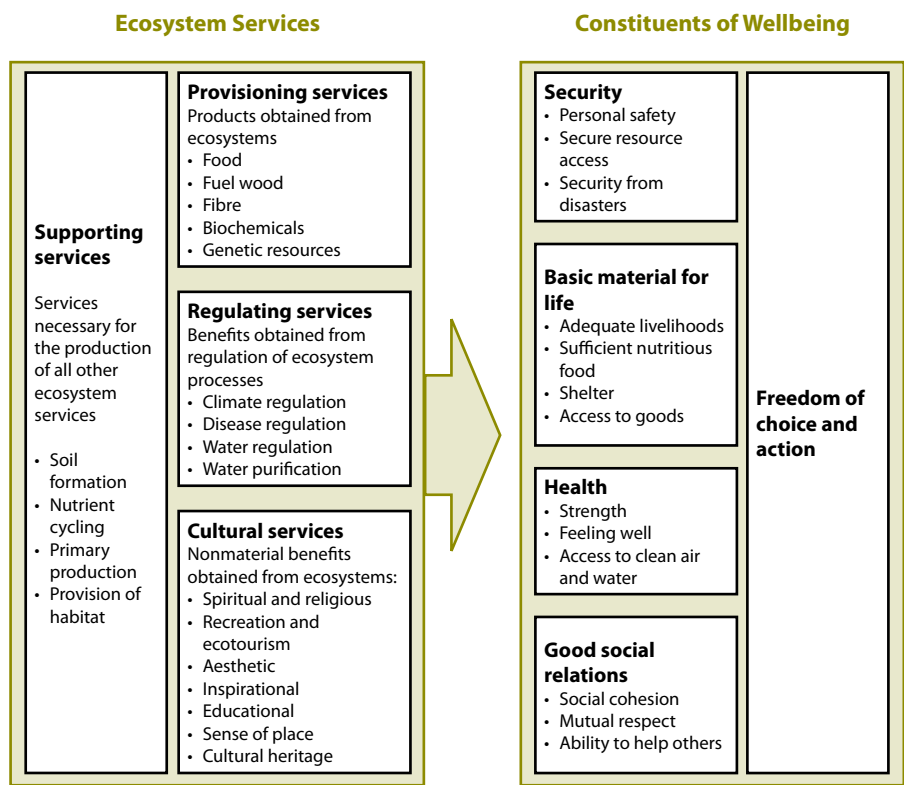 Ecosystem Services
Supporting
services
Services
necessary for
the production
of all other
ecosystem
services
• Soil
formation
• Nutrient
cycling
• Primary
production
• Provision of
habitat
Provisioning services
Products obtained from
ecosystems
• Food
• Fuel wood
• Fibre
• Biochemicals
• Genetic resources
Regulating services
Benefits obtained from
regulation of ecosystem
processes
• Climate regulation
• Disease regulation
• Water regulation
• Water purification
Cultural services
Nonmaterial benefits
obtained from ecosystems:
• Spiritual and religious
• Recreation and
ecotourism
• Aesthetic
• Inspirational
• Educational
• Sense of place
• Cultural heritage
Constituents of Wellbeing
Security
• Personal safety
• Secure resource
access
• Security from
disasters
Basic material for
life
• Adequate livelihoods
• Sufficient nutritious
food
• Shelter
• Access to goods
Health
• Strength
• Feeling well
• Access to clean air
and water
Good social
relations
• Social cohesion
• Mutual respect
• Ability to help others
Freedom of
choice and
action